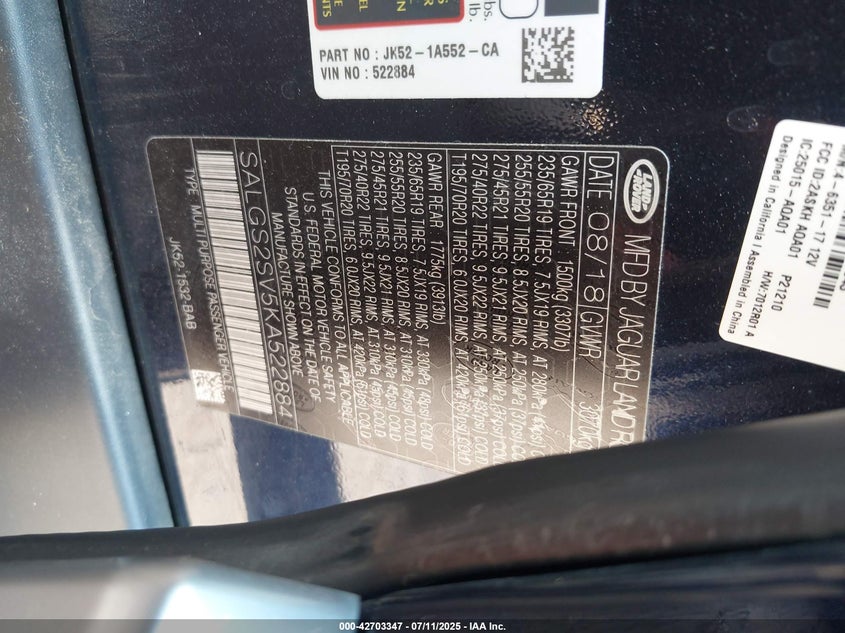 PART NO : JK52-1A552-CA
VIN NO : 522884
LAND
ROVER
MFD BY JAGUAR LAND
DATE 08/18 GVWR
GAWR FRONT 1500kg (3307lb)
235/65R19 TIRES, 7.5JX19 RIMS, AT
255/55R20 TIRES, 8.5JX20 RIMS, AT
275/45R21 TIRES, 9.5JX21 RIMS, AT
275/40R22 TIRES, 9.5JX22 RIMS, AT
T195/70R20 TIRES, 6.0JX20 RIMS, AT 420kPa (61psi) COLD
GAWR REAR 1775kg (3913lb)
235/65R19 TIRES, 7.5JX19 RIMS, AT 330kPa (48psi) COLD
255/55R20 TIRES, 8.5JX20 RIMS, AT 310kPa (45psi) COLD
275/45R21 TIRES, 9.5JX21 RIMS, AT 310kPa (45psi) COLD
275/40R22 TIRES, 9.5JX22 RIMS, AT
T195/70R20 TIRES, 6.0JX20 RIMS, AT 420kPa (61psi) COLD
THIS VEHICLE CONFORMS TO ALL APPLICABLE
U.S. FEDERAL MOTOR VEHICLE SAFETY
STANDARDS IN EFFECT ON THE DATE OF
MANUFACTURE SHOWN ABOVE
SALGS2SV5KA522884
TYPE: MULTIPURPOSE PASSENGER VEHICLE
JK52-1532-BAB
FCC ID:2ASKH AQA01
IC:25015-AQA01
Designed in California / Assembled in China
P21210
H/W:7012R01 A
000-42703347 - 07/11/2025 - IAA Inc.